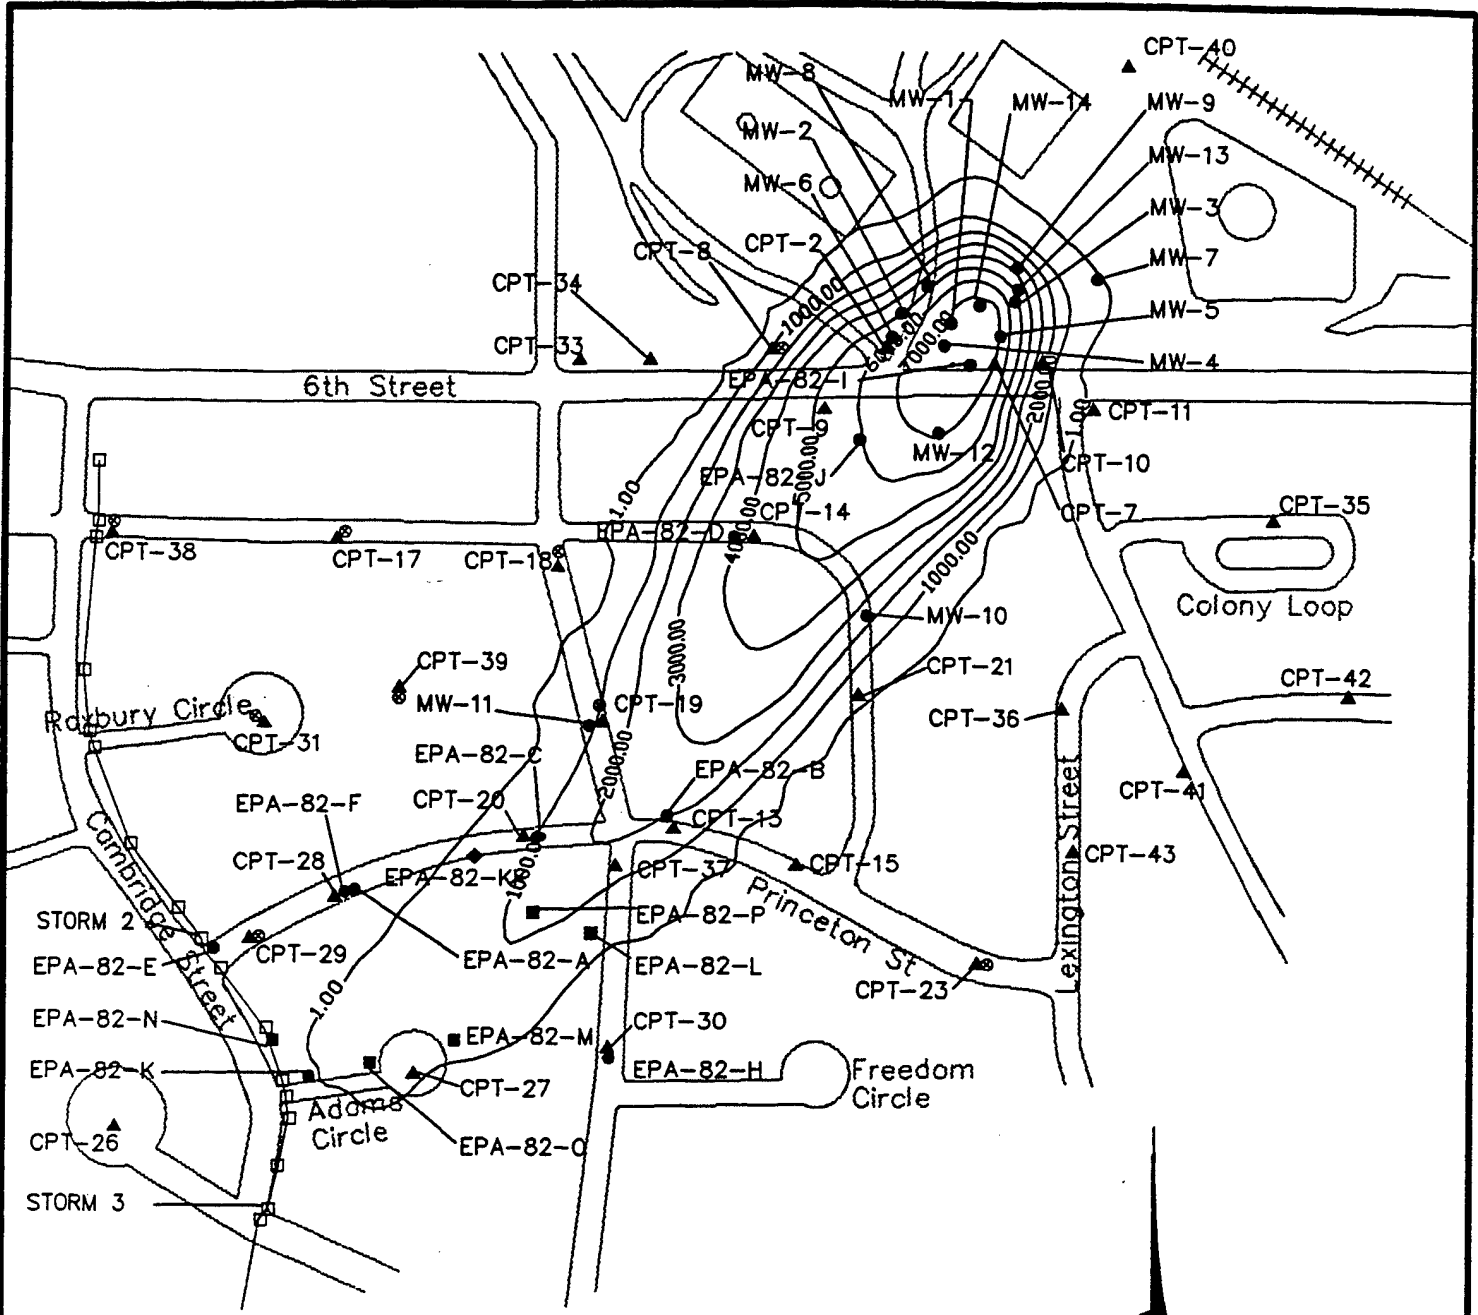 CPT-40
MW-8
MW-1
MW-14
MW-9
MW-2
MW-13
MW-6
MW-3
CPT-8
CPT-2
MW-7
CPT-34
1000.00
MW-5
7000.00
CPT-33
MW-4
6th Street
EPA-82-I
2000.00
CPT-9
1.00
CPT-11
MW-12
CPT-10
EPA-82-J
5000.00
1.00
CPT-14
CPT-7
CPT-35
EPA-82-D
CPT-38
CPT-17
CPT-18
1000.00
Colony Loop
MW-10
3000.00
CPT-39
CPT-21
CPT-42
MW-11
CPT-19
CPT-36
Roxbury Circle
CPT-31
EPA-82-C
2000.00
EPA-82-B
CPT-41
EPA-82-F
CPT-20
CPT-13
Lexington Street
Cambridge Street
CPT-28
EPA-82-K
CPT-37
CPT-15
CPT-43
Princeton St
STORM 2
EPA-82-P
EPA-82-E
CPT-29
EPA-82-A
EPA-82-L
CPT-23
1.00
EPA-82-N
EPA-82-M
CPT-30
EPA-82-K
EPA-82-H
Freedom
Circle
CPT-27
Adams
Circle
CPT-26
EPA-82-O
STORM 3